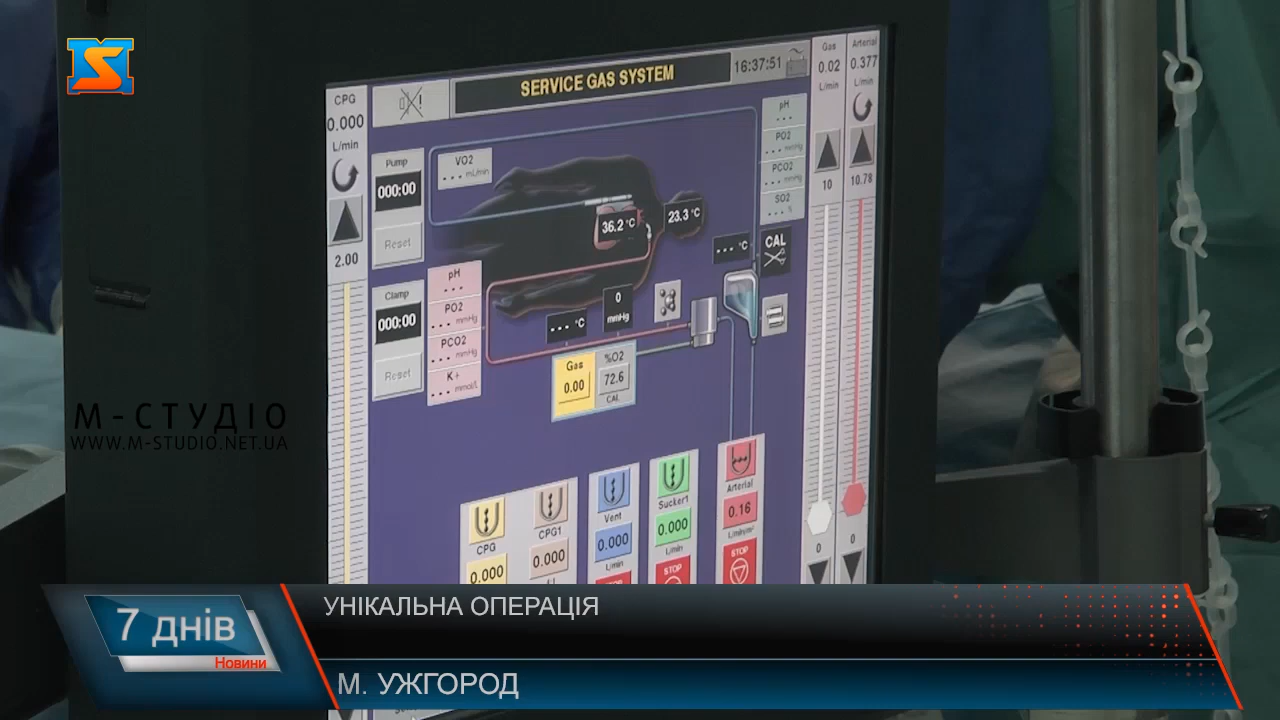 SERVICE GAS SYSTEM
16:37:51
CPG
0.000
L/min
2.00
Pump
000:00
Reset
Clamp
000:00
Reset
VO2
--- mL/min
36.2 °C
23.3 °C
pH
---
PO2
--- mmHg
PCO2
--- mmHg
SO2
--- %
--- °C
CAL
pH
---
PO2
--- mmHg
PCO2
--- mmHg
K+
--- mmol/L
--- °C
0
mmHg
Gas
0.00
%O2
72.6
CAL
Gas
0.02
L/min
10
0
Arterial
0.377
L/min
10.78
0
CPG
0.000
CPG1
0.000
Vent
0.000
L/min
Sucker1
0.000
L/min
STOP
Arterial
0.16
L/min/m²
STOP
М-СТУДІО
WWW.M-STUDIO.NET.UA
7 днів
Новини
УНІКАЛЬНА ОПЕРАЦІЯ
М. УЖГОРОД